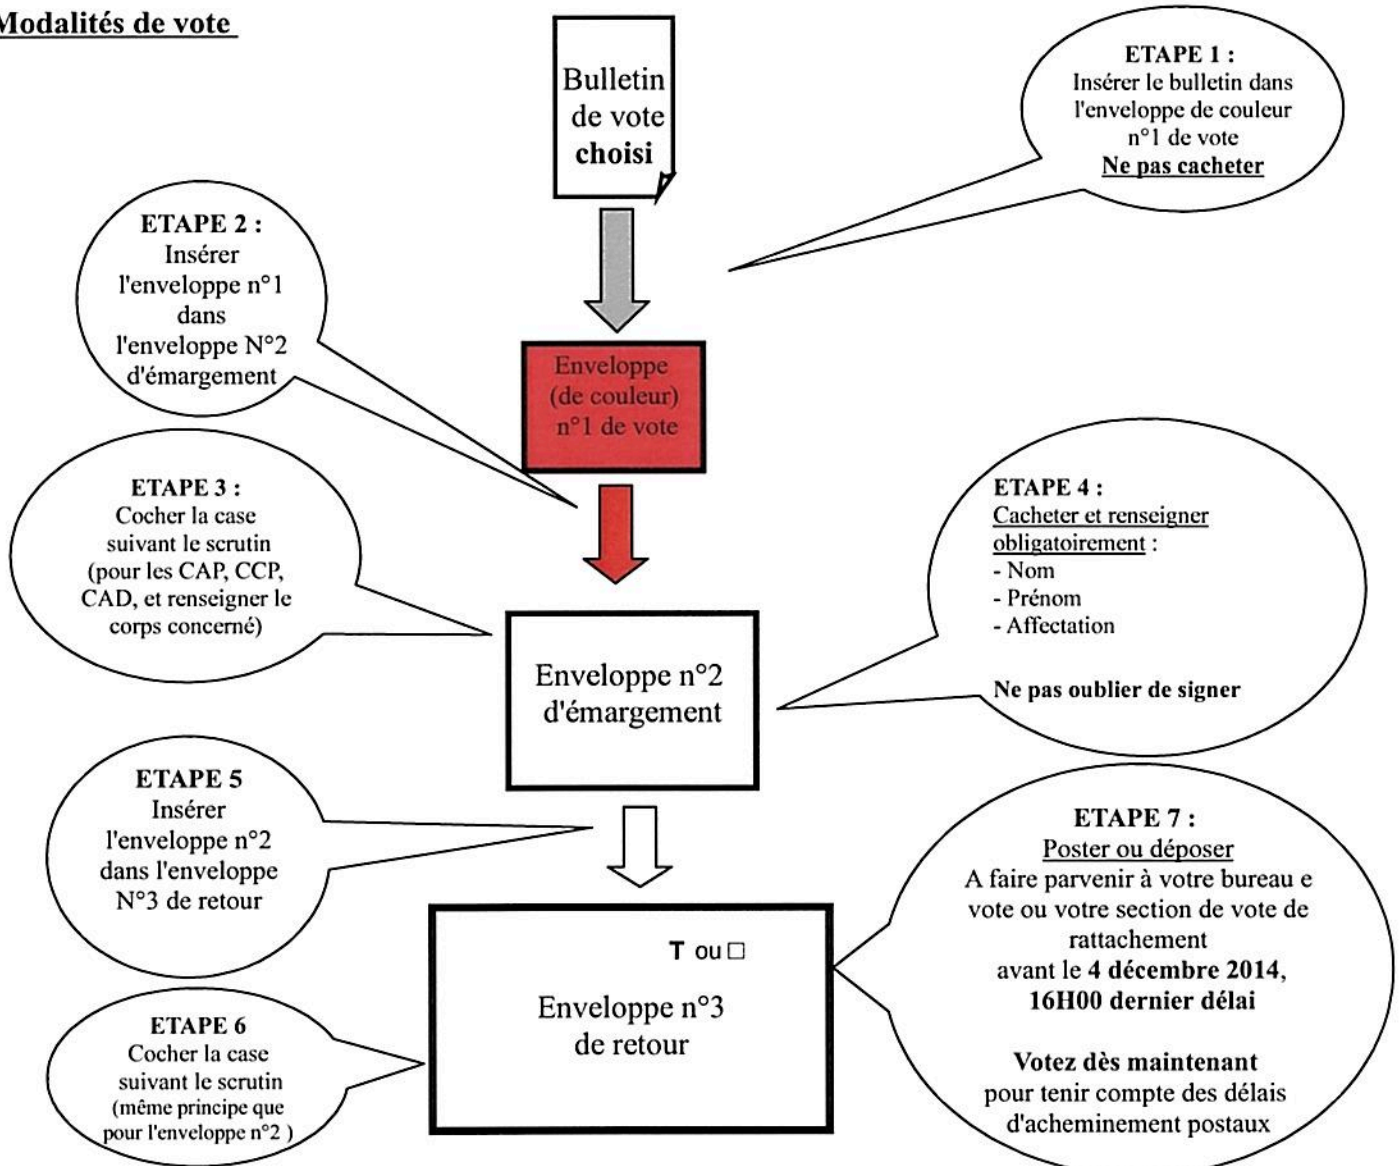 Modalités de vote
Bulletin
de vote
choisi
ETAPE 1 :
Insérer le bulletin dans
l'enveloppe de couleur
n°1 de vote
Ne pas cacheter
ETAPE 2 :
Insérer
l'enveloppe n°1
dans
l'enveloppe N°2
d'émargement
Enveloppe
(de couleur)
n°1 de vote
ETAPE 3 :
Cocher la case
suivant le scrutin
(pour les CAP, CCP,
CAD, et renseigner le
corps concerné)
ETAPE 4 :
Cacheter et renseigner
obligatoirement :
- Nom
- Prénom
- Affectation
Ne pas oublier de signer
Enveloppe n°2
d'émargement
ETAPE 5
Insérer
l'enveloppe n°2
dans l'enveloppe
N°3 de retour
ETAPE 7 :
Poster ou déposer
A faire parvenir à votre bureau e
vote ou votre section de vote de
rattachement
avant le 4 décembre 2014,
16H00 dernier délai
Votez dès maintenant
pour tenir compte des délais
d'acheminement postaux
T ou □
Enveloppe n°3
de retour
ETAPE 6
Cocher la case
suivant le scrutin
(même principe que
pour l'enveloppe n°2 )